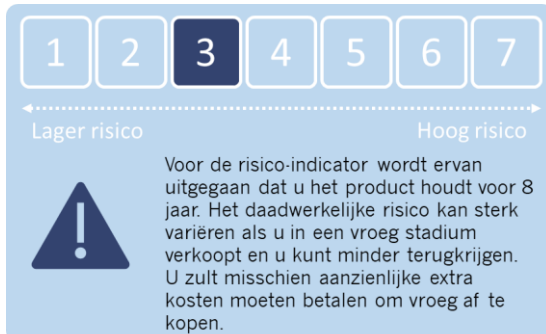 1 2 3 4 5 6 7
Lager risico Hoog risico
Voor de risico-indicator wordt ervan
uitgegaan dat u het product houdt voor 8
jaar. Het daadwerkelijke risico kan sterk
variëren als u in een vroeg stadium
verkoopt en u kunt minder terugkrijgen.
U zult misschien aanzienlijke extra
kosten moeten betalen om vroeg af te
kopen.